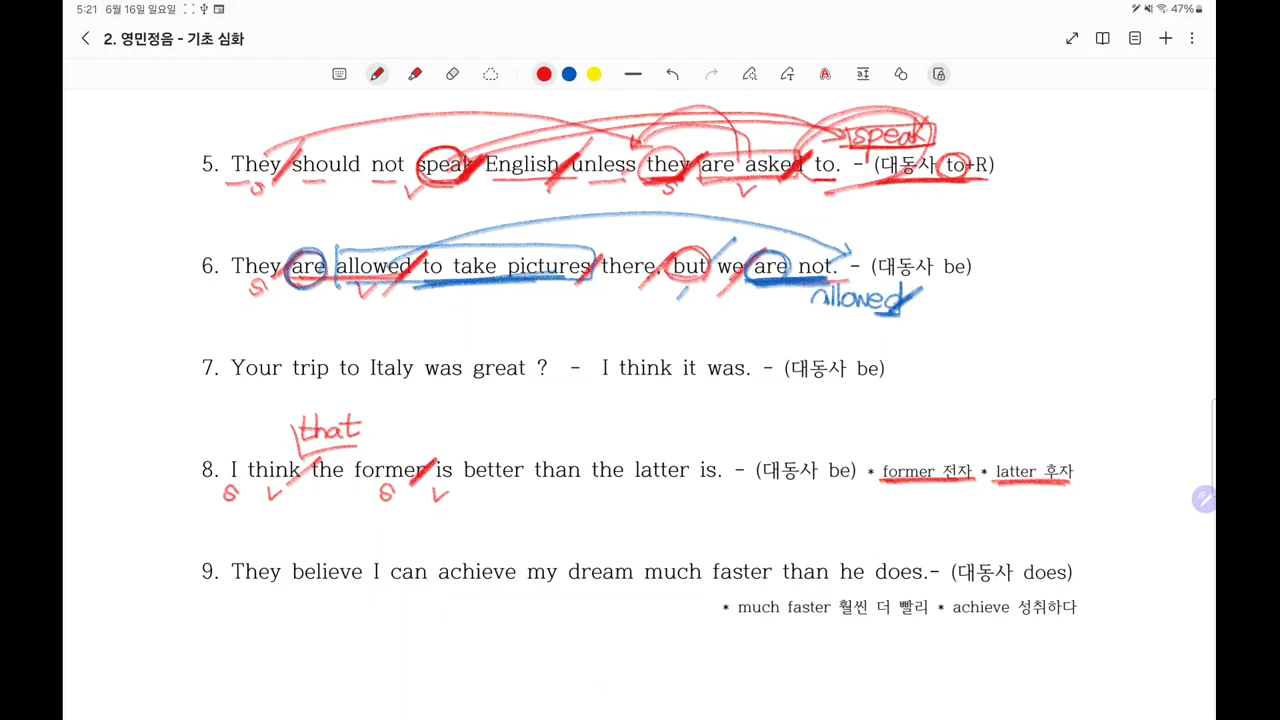 5:21 6월 16일 일요일 47%
2. 영민정음 - 기초 심화
speak
5. They should not speak English unless they are asked to. - (대동사 to+R)
S V S V
6. They are allowed to take pictures there, but we are not. - (대동사 be)
S V allowed
7. Your trip to Italy was great ? - I think it was. - (대동사 be)
that
8. I think the former is better than the latter is. - (대동사 be) * former 전자 * latter 후자
S V S V
9. They believe I can achieve my dream much faster than he does.- (대동사 does)
* much faster 훨씬 더 빨리 * achieve 성취하다